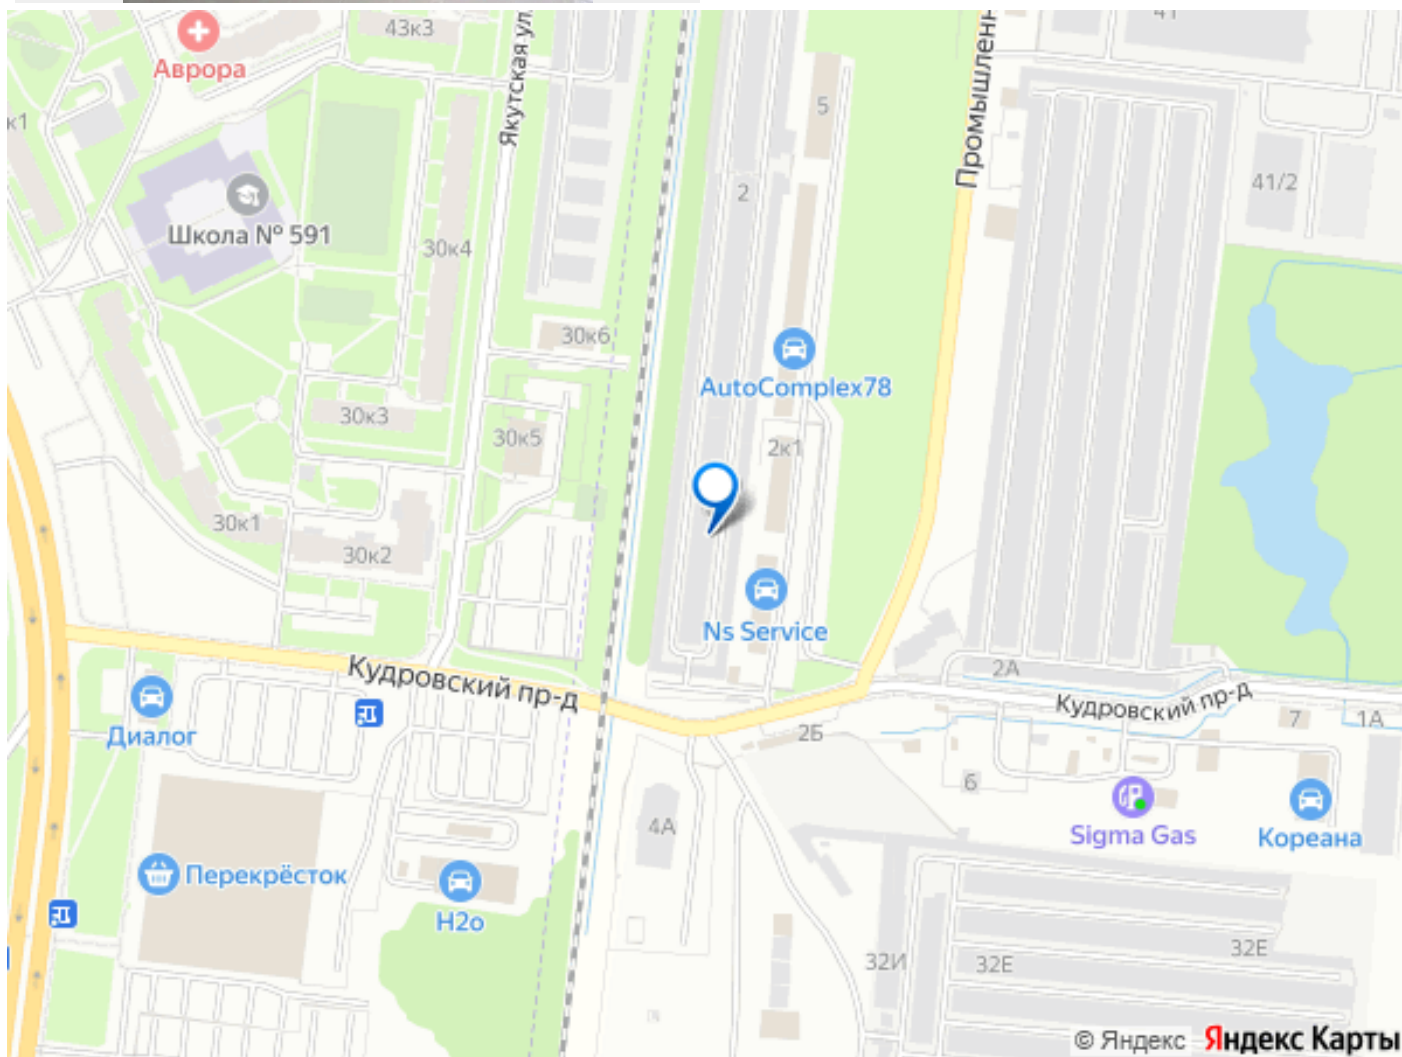 43к3
Якутская ул.
Промышленн
41
Аврора
к1
5
2
41/2
Школа № 591
30к4
30к6
AutoComplex78
30к3
30к5
2к1
30к1
30к2
Ns Service
Кудровский пр-д
2А
Кудровский пр-д
7
1А
Диалог
2Б
6
4А
Sigma Gas
Кореана
Перекрёсток
H2o
32И
32Е
32Е
© Яндекс Яндекс Карты